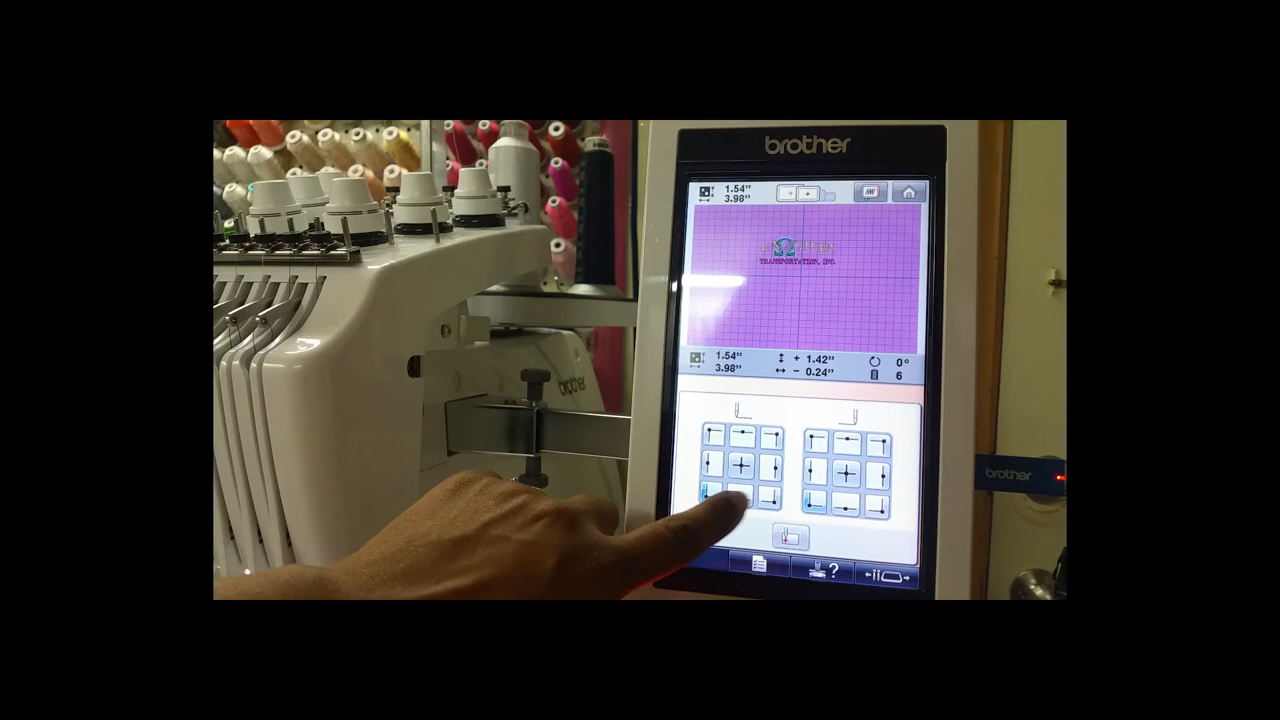 brother
1.54"
3.98"
TRANSPORTATION, INC.
1.54" + 1.42" 0°
3.98" - 0.24" 6
?
brother
brother